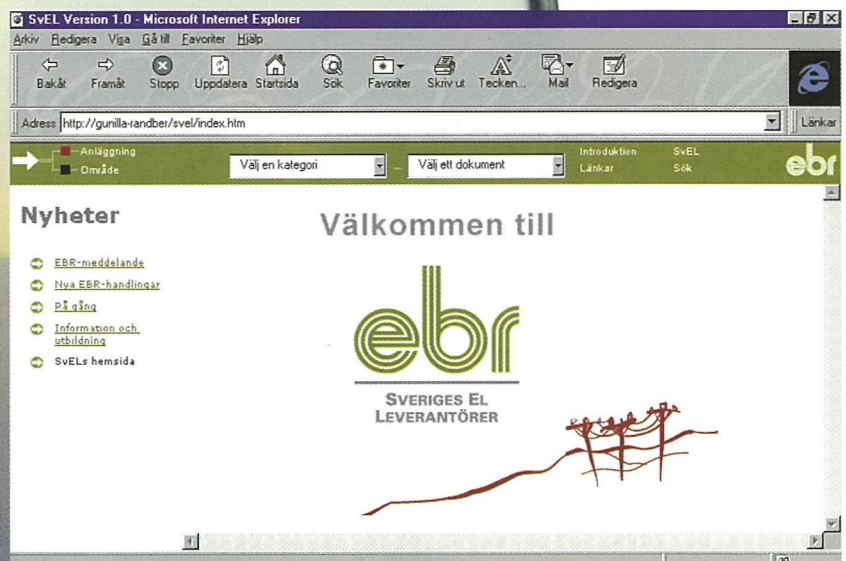 SvEL Version 1.0 - Microsoft Internet Explorer
Arkiv Redigera Visa Gå till Favoriter Hjälp
Bakåt Framåt Stopp Uppdatera Startsida Sök Favoriter Skriv ut Tecken... Mail Redigera
Adress http://gunilla-randber/svel/index.htm Länkar
Anläggning
Område
Välj en kategori – Välj ett dokument
Introduktion SvEL
Länkar Sök
ebr
Nyheter
EBR-meddelande
Nya EBR-handlingar
På gång
Information och
utbildning
SvELs hemsida
Välkommen till
ebr
SVERIGES EL
LEVERANTÖRER